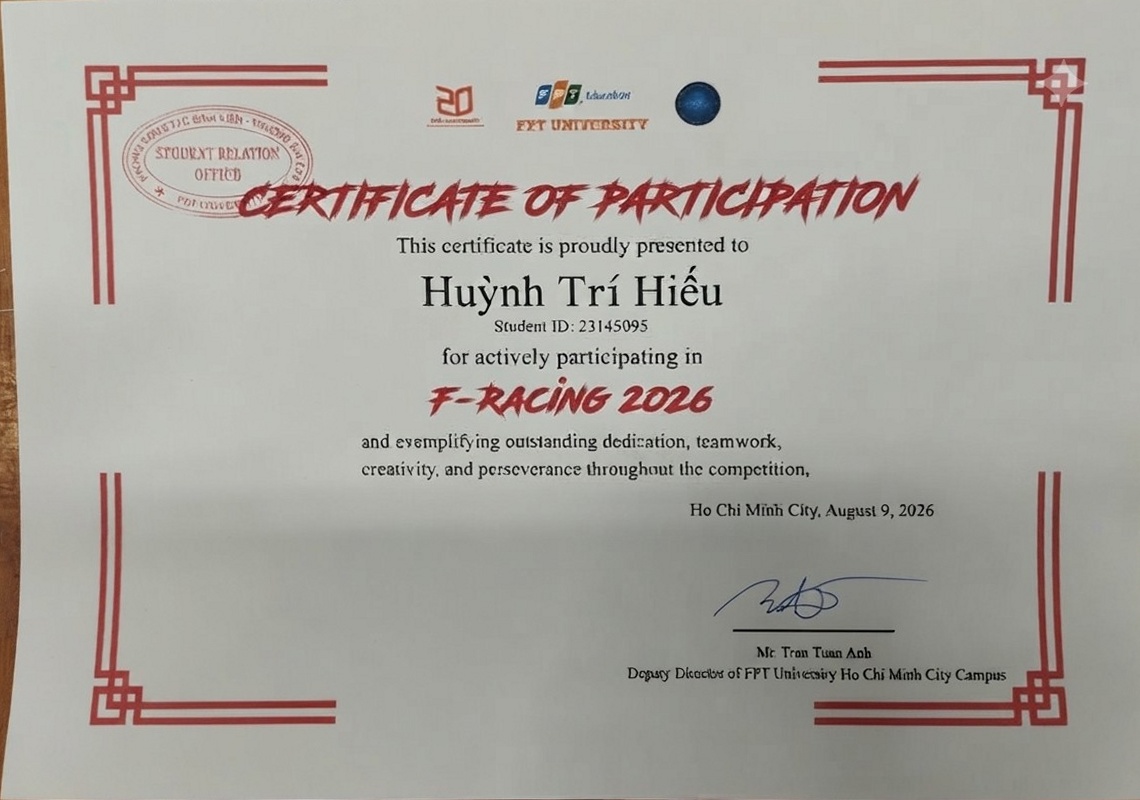 20
Education
FPT UNIVERSITY
STUDENT RELATION
OFFICE
CERTIFICATE OF PARTICIPATION
This certificate is proudly presented to
Huỳnh Trí Hiếu
Student ID: 23145095
for actively participating in
F-RACING 2026
and exemplifying outstanding dedication, teamwork,
creativity, and perseverance throughout the competition,
Ho Chi Minh City, August 9, 2026
Mr. Tran Tuan Anh
Deputy Director of FPT University Ho Chi Minh City Campus